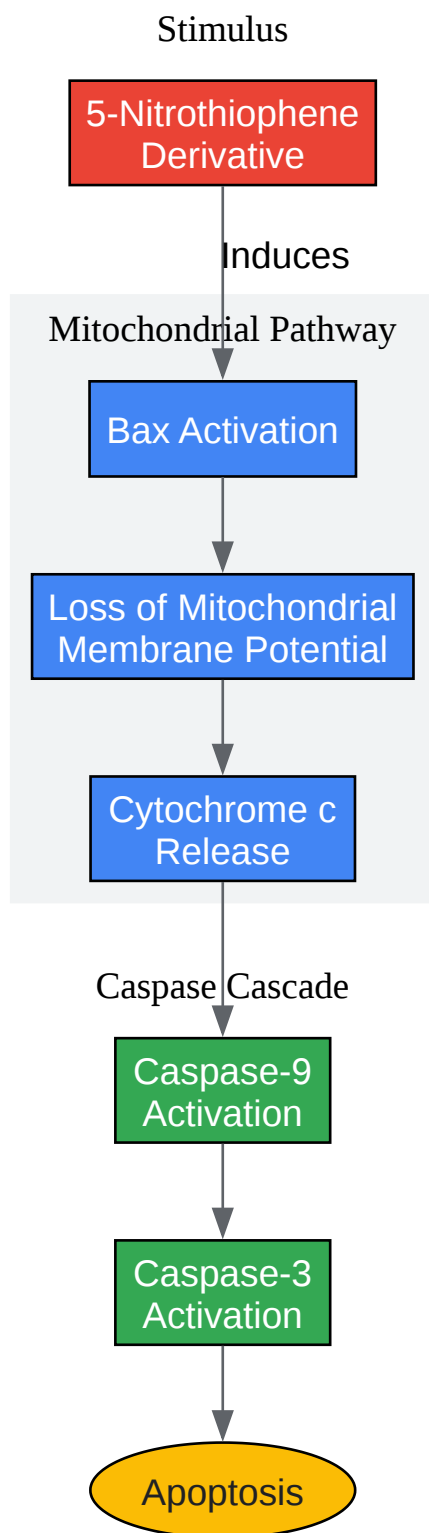 Stimulus
5-Nitrothiophene
Derivative
Induces
Mitochondrial Pathway
Bax Activation
Loss of Mitochondrial
Membrane Potential
Cytochrome c
Release
Caspase Cascade
Caspase-9
Activation
Caspase-3
Activation
Apoptosis